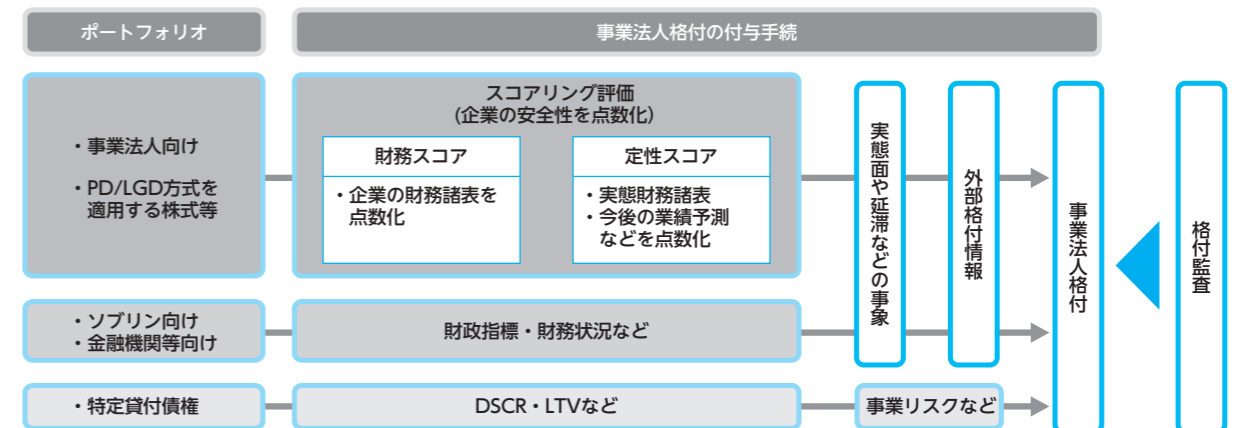 ポートフォリオ
事業法人格付の付与手続
・事業法人向け
・PD/LGD方式を
適用する株式等
スコアリング評価
(企業の安全性を点数化)
財務スコア
・企業の財務諸表を
点数化
定性スコア
・実態財務諸表
・今後の業績予測
などを点数化
・ソブリン向け
・金融機関等向け
財政指標・財務状況など
・特定貸付債権
DSCR・LTVなど
実態面や延滞などの事象
外部格付情報
事業リスクなど
事業法人格付
格付監査